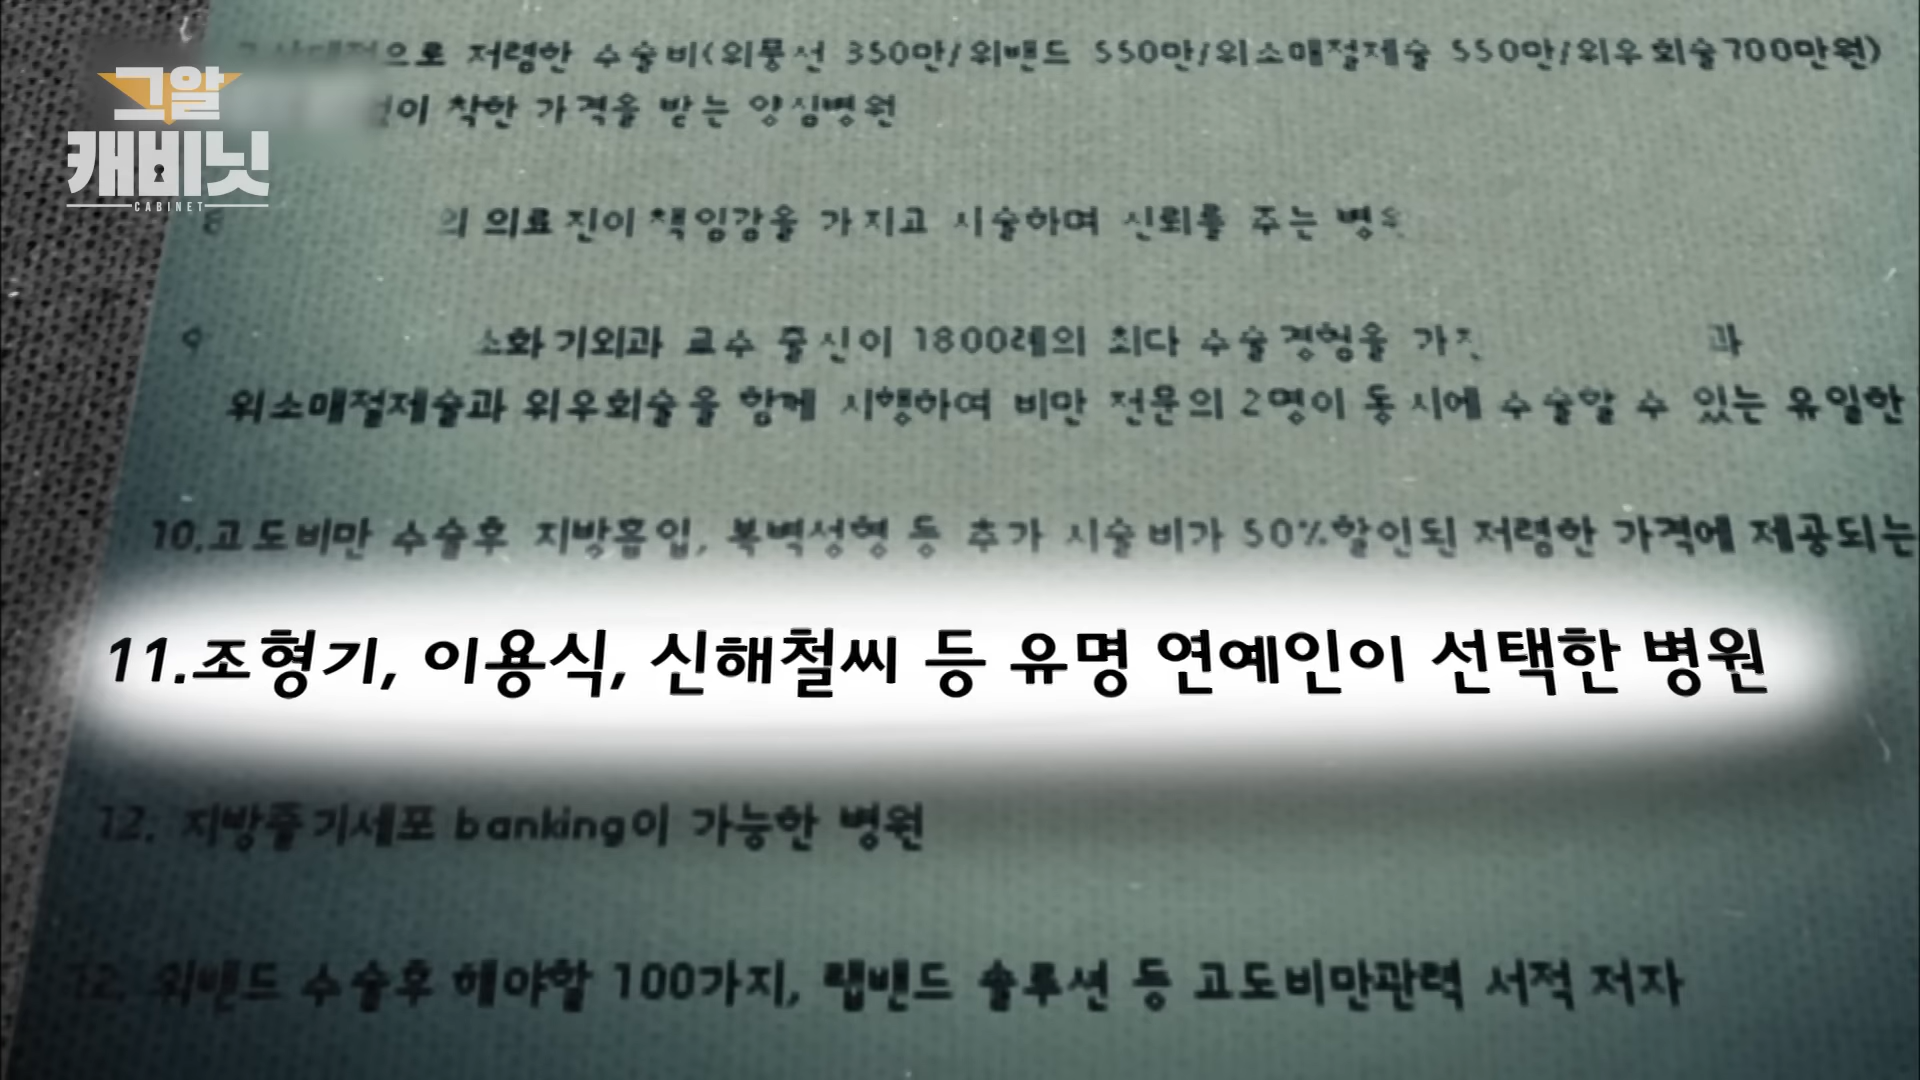 으로 저렴한 수술비(위풍선 350만/위밴드 550만/위소매절제술 550만/위우회술700만원)
그알
이 착한 가격을 받는 양심병원
캐비닛
CABINET
8 의 의료진이 책임감을 가지고 시술하며 신뢰를 주는
9 소화기외과 교수 출신이 1800례의 최다 수술경험을 과
위소매절제술과 위우회술을 함께 시행하여 비만 전문의 2명이 동시에 수술할 수 있는 유일한
10.고도비만 수술후 지방흡입, 복벽성형 등 추가 시술비가 50%할인된 저렴한 가격에 제공되는
11.조형기, 이용식, 신해철씨 등 유명 연예인이 선택한 병원
12. 지방줄기세포 banking이 가능한 병원
12. 위밴드 수술후 해야할 100가지, 랩밴드 솔루션 등 고도비만관력 서적 저자